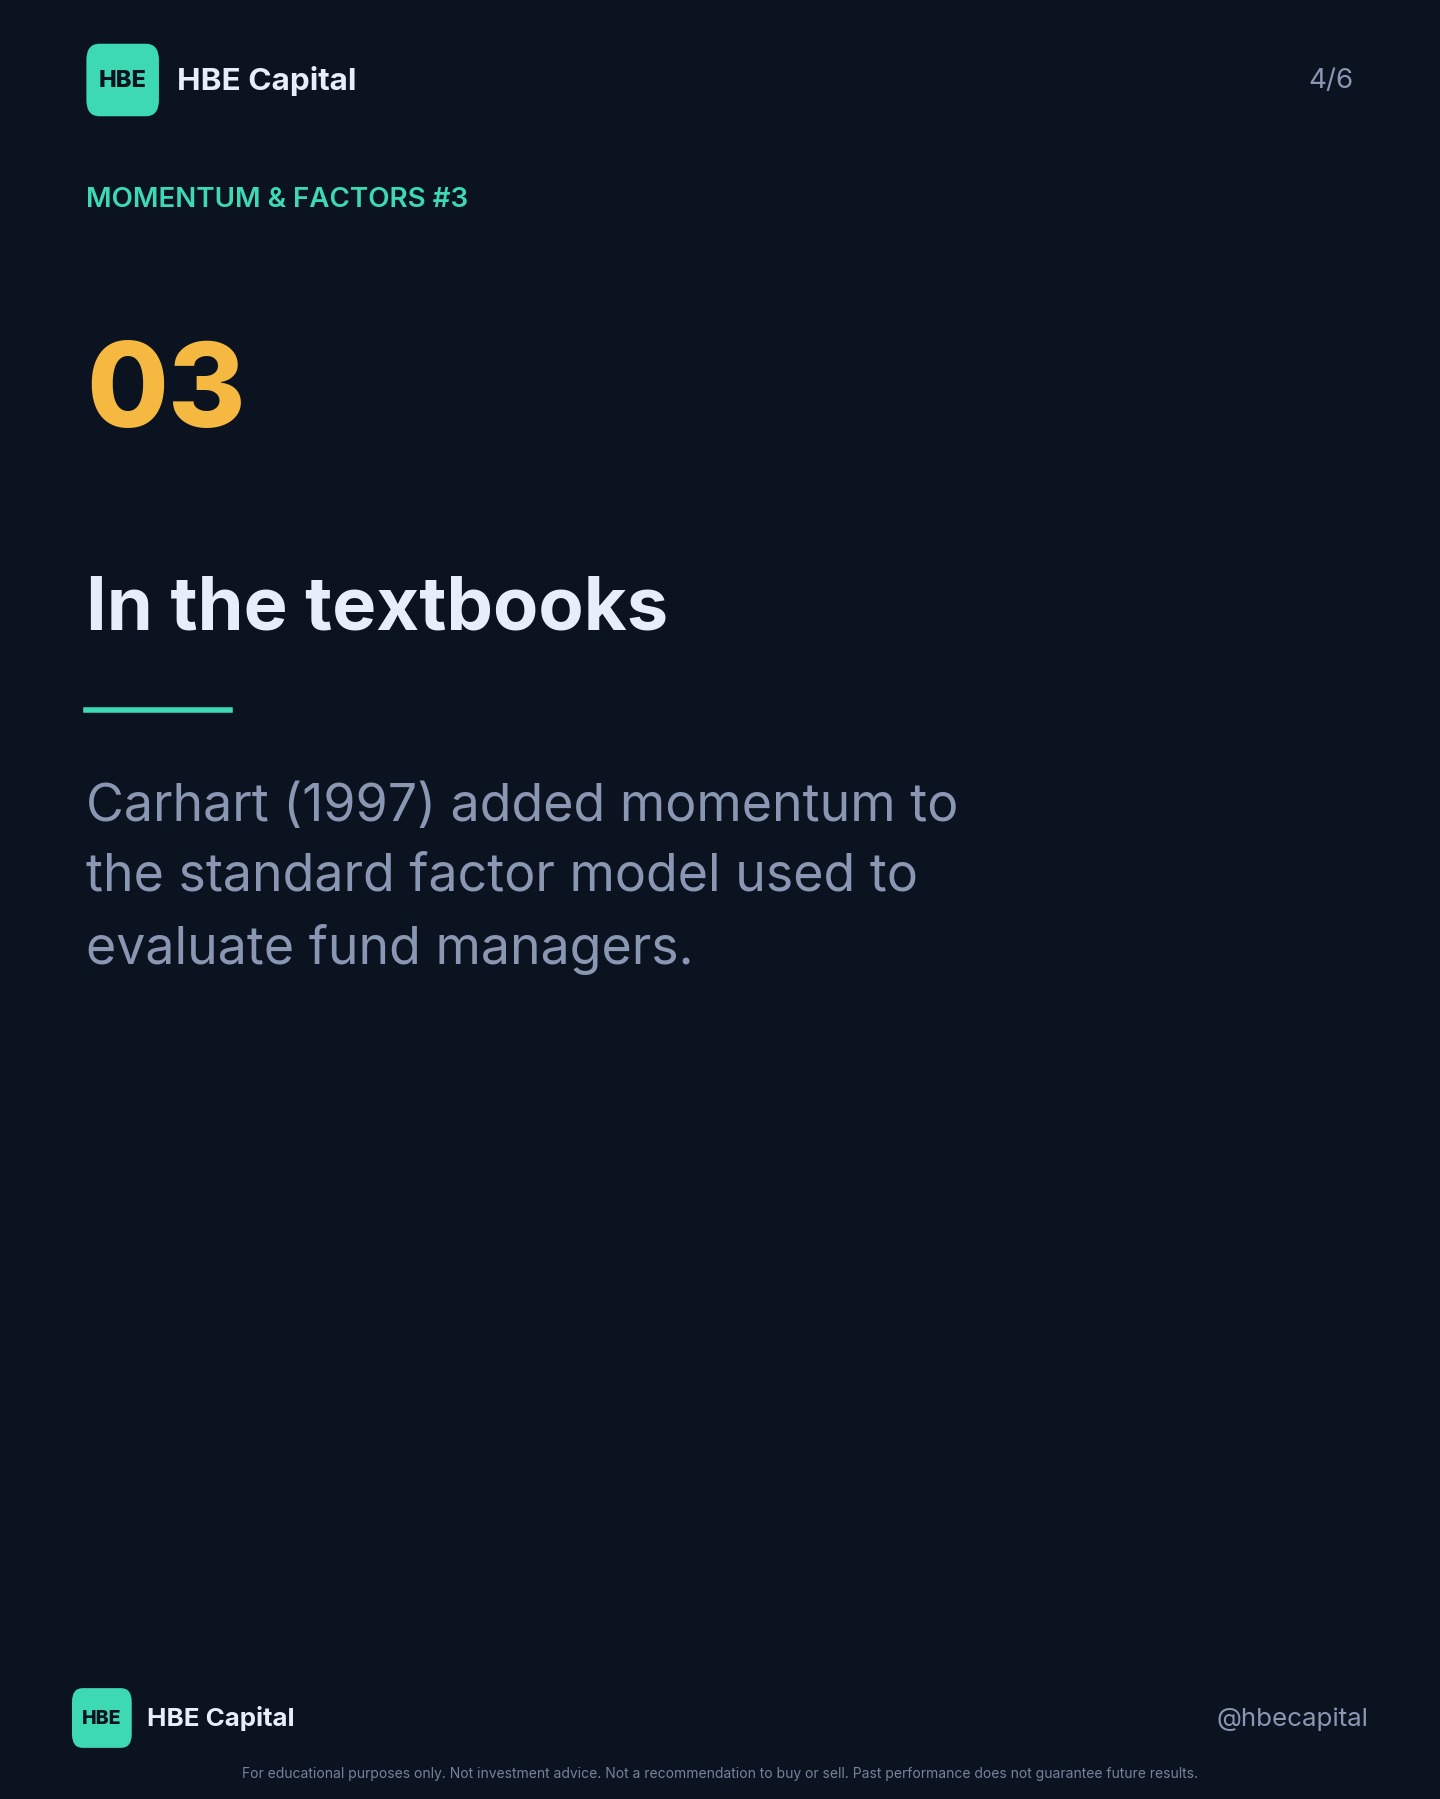 HBE
HBE Capital
4/6
MOMENTUM & FACTORS #3
03
In the textbooks
Carhart (1997) added momentum to
the standard factor model used to
evaluate fund managers.
HBE
HBE Capital
@hbecapital
For educational purposes only. Not investment advice. Not a recommendation to buy or sell. Past performance does not guarantee future results.